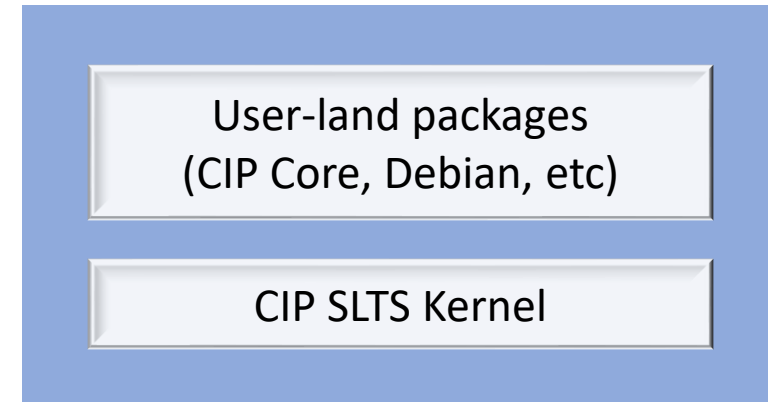 User-land packages
(CIP Core, Debian, etc)
CIP SLTS Kernel